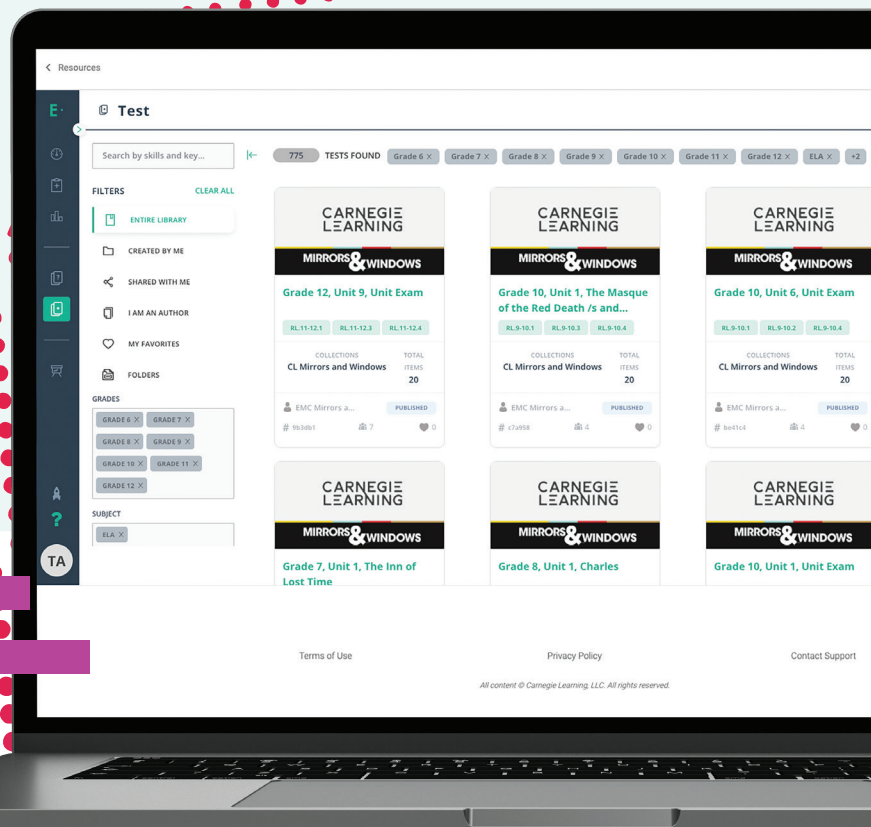 Resources
E
Test
Search by skills and key...
775 TESTS FOUND Grade 6 × Grade 7 × Grade 8 × Grade 9 × Grade 10 × Grade 11 × Grade 12 × ELA × +2
FILTERS CLEAR ALL
ENTIRE LIBRARY
CREATED BY ME
SHARED WITH ME
I AM AN AUTHOR
MY FAVORITES
FOLDERS
GRADES
GRADE 6 X GRADE 7 X
GRADE 8 X GRADE 9 X
GRADE 10 X GRADE 11 X
GRADE 12 X
SUBJECT
ELA X
?
TA
CARNEGIE
LEARNING
MIRRORS & WINDOWS
Grade 12, Unit 9, Unit Exam
RL.11-12.1 RL.11-12.3 RL.11-12.4
COLLECTIONS TOTAL
CL Mirrors and Windows ITEMS
20
EMC Mirrors a... PUBLISHED
# 9b3db1 7 0
CARNEGIE
LEARNING
MIRRORS & WINDOWS
Grade 10, Unit 1, The Masque
of the Red Death /s and...
RL.9-10.1 RL.9-10.3 RL.9-10.4
COLLECTIONS TOTAL
CL Mirrors and Windows ITEMS
20
EMC Mirrors a... PUBLISHED
# c7a958 4 0
CARNEGIE
LEARNING
MIRRORS & WINDOWS
Grade 10, Unit 6, Unit Exam
RL.9-10.1 RL.9-10.2 RL.9-10.4
COLLECTIONS TOTAL
CL Mirrors and Windows ITEMS
20
EMC Mirrors a... PUBLISHED
# be41c4 4 0
CARNEGIE
LEARNING
MIRRORS & WINDOWS
Grade 7, Unit 1, The Inn of
Lost Time
CARNEGIE
LEARNING
MIRRORS & WINDOWS
Grade 8, Unit 1, Charles
CARNEGIE
LEARNING
MIRRORS & WINDOWS
Grade 10, Unit 1, Unit Exam
Terms of Use Privacy Policy Contact Support
All content © Carnegie Learning, LLC. All rights reserved.